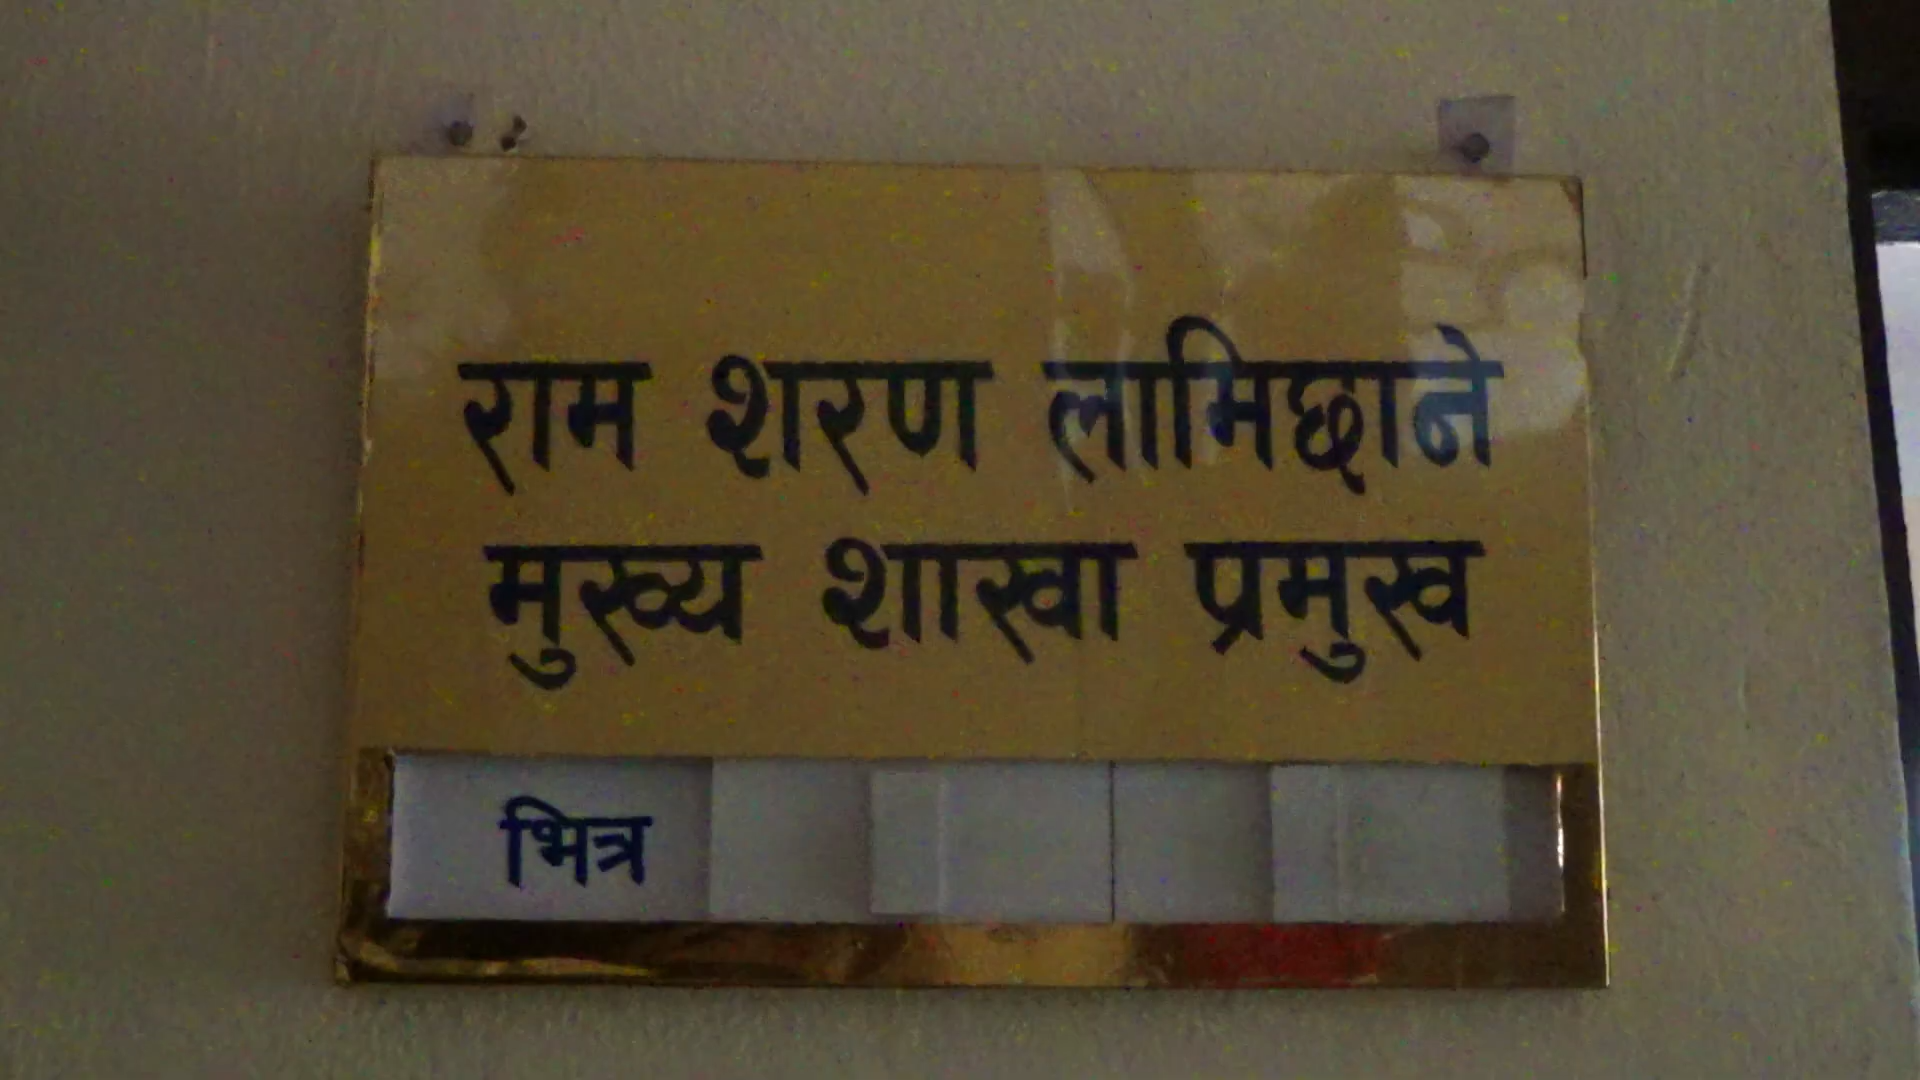 राम शरण लामिछाने
मुख्य शाखा प्रमुख
भित्र